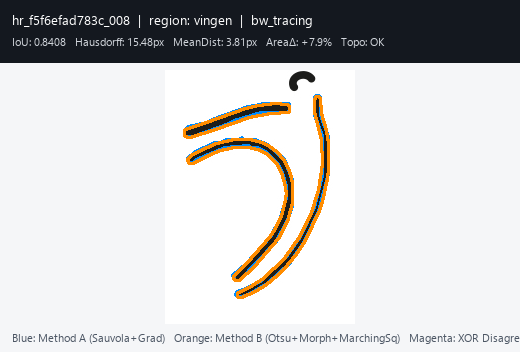 hr_f5f6efad783c_008 | region: vingen | bw_tracing
IoU: 0.8408 Hausdorff: 15.48px MeanDist: 3.81px AreaΔ: +7.9% Topo: OK
Blue: Method A (Sauvola+Grad) Orange: Method B (Otsu+Morph+MarchingSq) Magenta: XOR Disagre